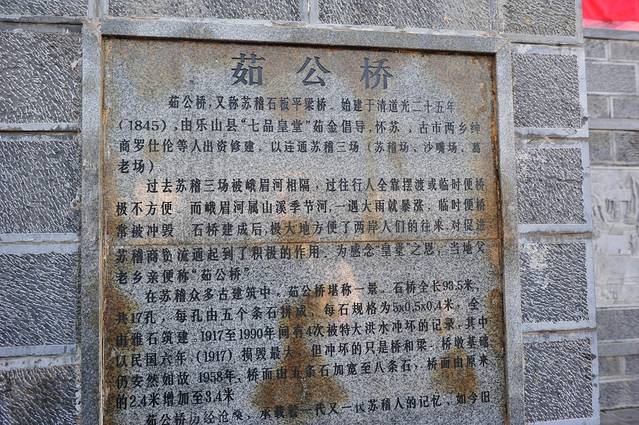 茹公桥
茹公桥，又称苏稽石板平梁桥。始建于清道光二十五年
（1845），由乐山县"七品皇堂"茹金倡导，怀苏、古市两乡绅
商罗仕伦等人出资修建，以连通苏稽三场（苏稽场、沙嘴场、葛
老场）
过去苏稽三场被峨眉河相隔，过往行人全靠摆渡或临时便桥
极不方便 而峨眉河属山溪季节河，一遇大雨就暴涨，临时便桥
常被冲毁 石桥建成后，极大地方便了两岸人们的往来，对促进
苏稽商贸流通起到了积极的作用。为感念"皇堂"之恩，当地父
老乡亲便称"茹公桥"
在苏稽众多古建筑中，茹公桥堪称一景。石桥全长93.5米，
共17孔，每孔由五个条石拼成，每石规格为5x0.5x0.4米，全
由雅石筑建。1917至1990年间有4次被特大洪水冲坏的记录，其中
以民国六年（1917）损毁最大，但冲坏的只是桥和梁，桥墩基础
仍安然如故 1958年，桥面由五条石加宽至八条石，桥面由原来
的2.4米增加至3.4米
茹公桥历经沧桑，承载着一代又一代苏稽人的记忆，如今旧